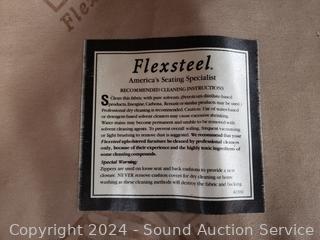 Flexsteel.
America's Seating Specialist
RECOMMENDED CLEANING INSTRUCTIONS
S Clean this fabric with pure solvents (Petroleum distillate-based
products, Energine, Carbona, Renuzit or similar products may be used.)
Professional dry cleaning is recommended. Caution: Use of water-based
or detergent-based solvent cleaners may cause excessive shrinking.
Water stains may become permanent and unable to be removed with
solvent cleaning agents. To prevent overall soiling, frequent vacuuming
or light brushing to remove dust is suggested. We recommend that your
Flexsteel upholstered furniture be cleaned by professional cleaners
only, because of their experience and the highly toxic ingredients of
some cleaning compounds.
Special Warning:
Zippers are used on loose seat and back cushions to provide a new
closure. NEVER remove cushion covers for dry cleaning or home
washing as these cleaning methods will destroy the fabric and backing.
Copyright 2024 - Sound Auction Service